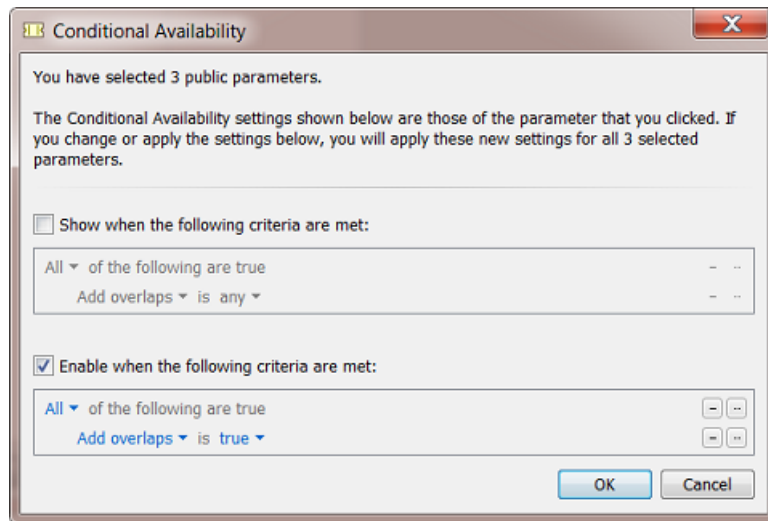 Conditional Availability
You have selected 3 public parameters.
The Conditional Availability settings shown below are those of the parameter that you clicked. If
you change or apply the settings below, you will apply these new settings for all 3 selected
parameters.
Show when the following criteria are met:
All of the following are true
Add overlaps is any
Enable when the following criteria are met:
All of the following are true
Add overlaps is true
OK Cancel